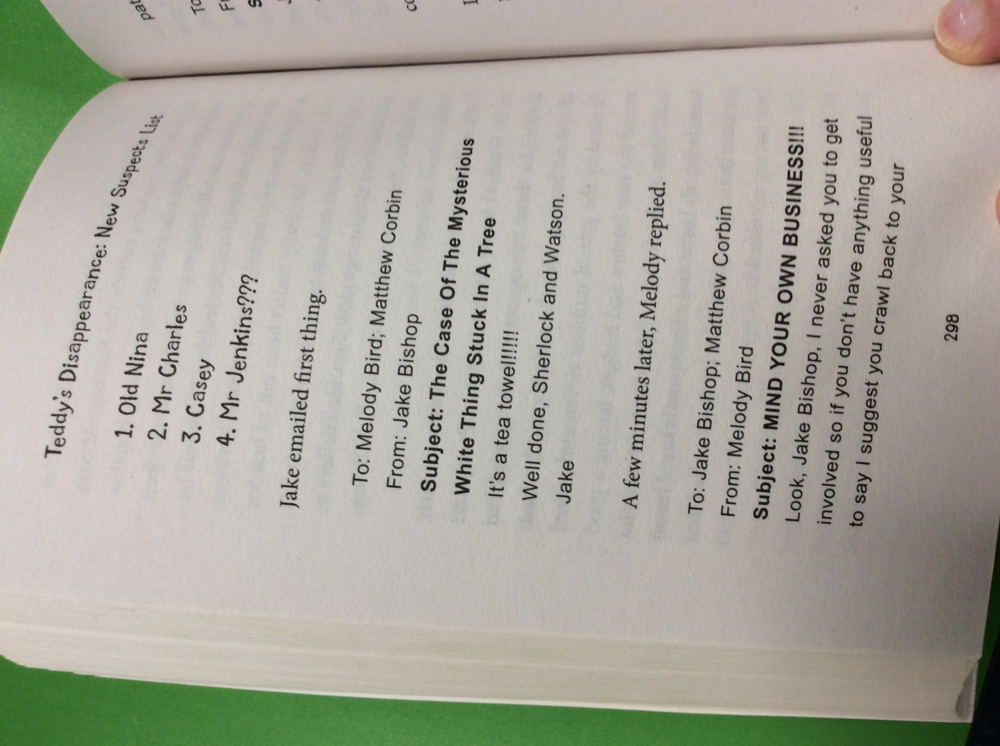 Teddy's Disappearance: New Suspects List
1. Old Nina
2. Mr Charles
3. Casey
4. Mr Jenkins???
Jake emailed first thing.
To: Melody Bird; Matthew Corbin
From: Jake Bishop
Subject: The Case Of The Mysterious
White Thing Stuck In A Tree
It's a tea towel!!!!!
Well done, Sherlock and Watson.
Jake
A few minutes later, Melody replied.
To: Jake Bishop; Matthew Corbin
From: Melody Bird
Subject: MIND YOUR OWN BUSINESS!!!
Look, Jake Bishop, I never asked you to get
involved so if you don't have anything useful
to say I suggest you crawl back to your
298